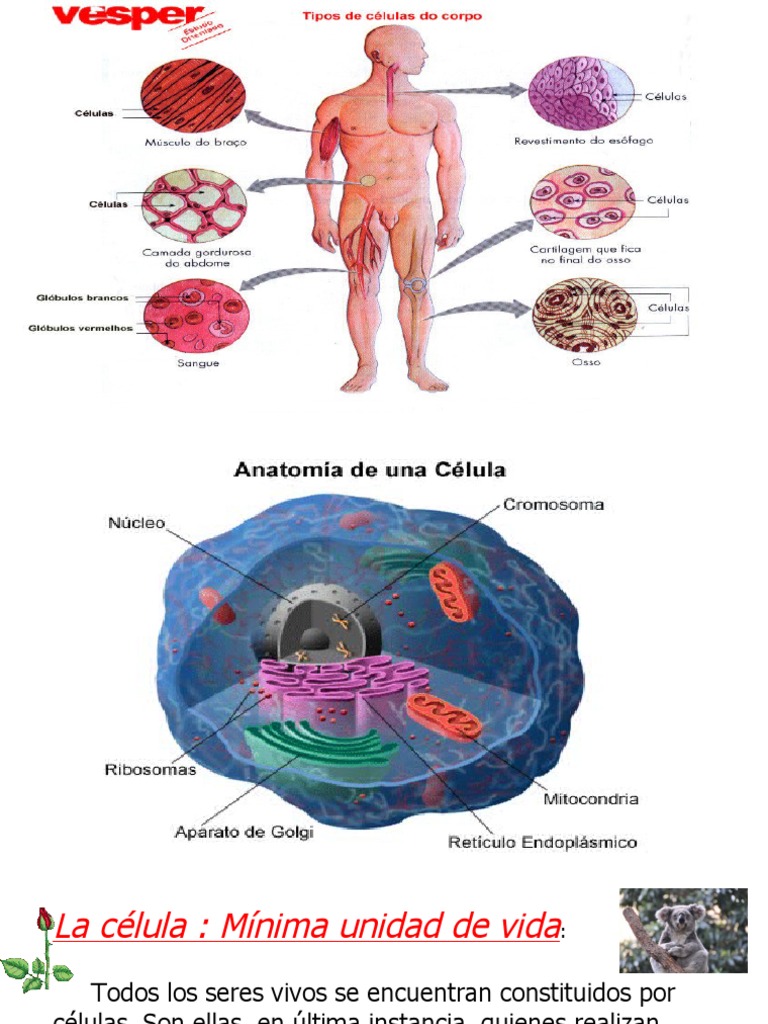 vesper
Estudo
Orientado
Tipos de células do corpo
Células
Músculo do braço
Células
Revestimento do esôfago
Células
Camada gordurosa
do abdome
Células
Cartilagem que fica
no final do osso
Glóbulos brancos
Glóbulos vermelhos
Sangue
Células
Osso
Anatomía de una Célula
Núcleo
Cromosoma
Ribosomas
Aparato de Golgi
Mitocondria
Retículo Endoplásmico
La célula : Mínima unidad de vida:
Todos los seres vivos se encuentran constituidos por
células. Son ellas, en última instancia, quienes realizan